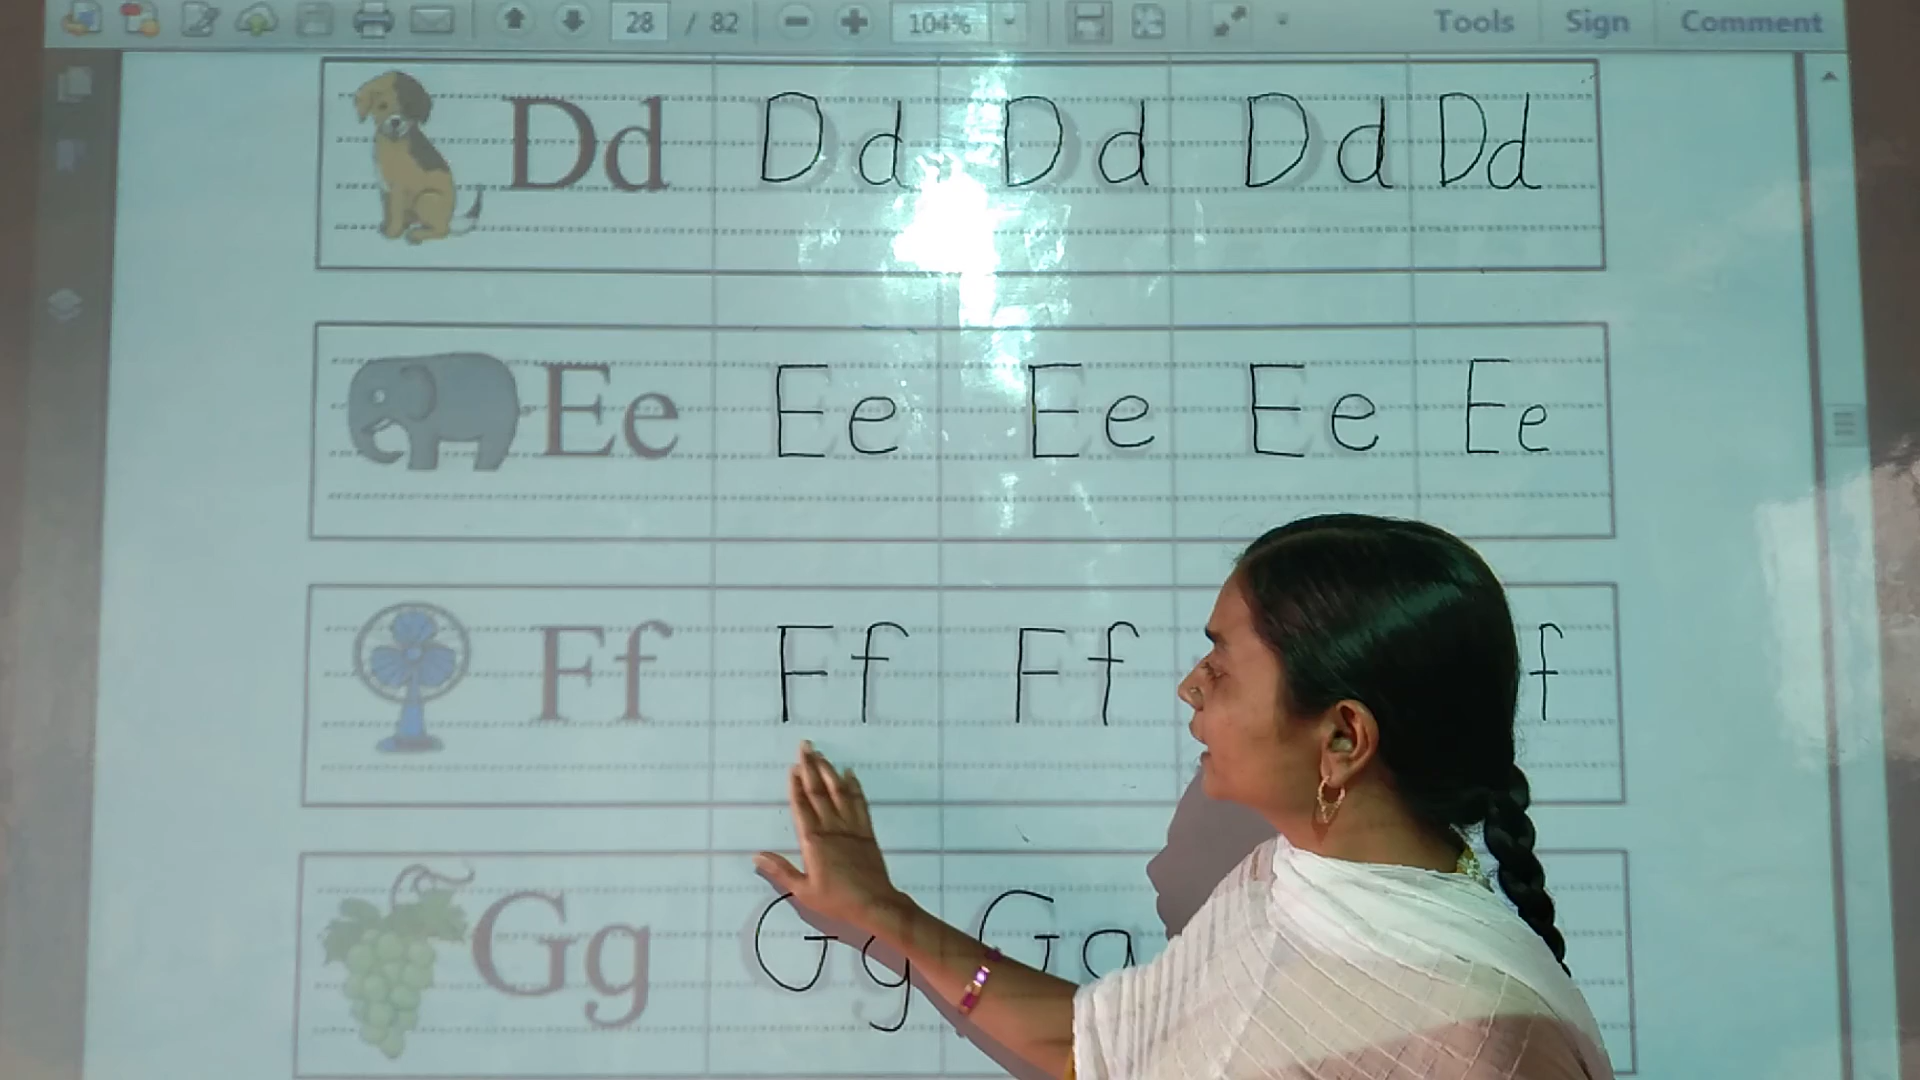 28 / 82 104% Tools Sign Comment
Dd Dd Dd Dd Dd
Ee Ee Ee Ee Ee
Ff Ff Ff f
Gg Gg Gg